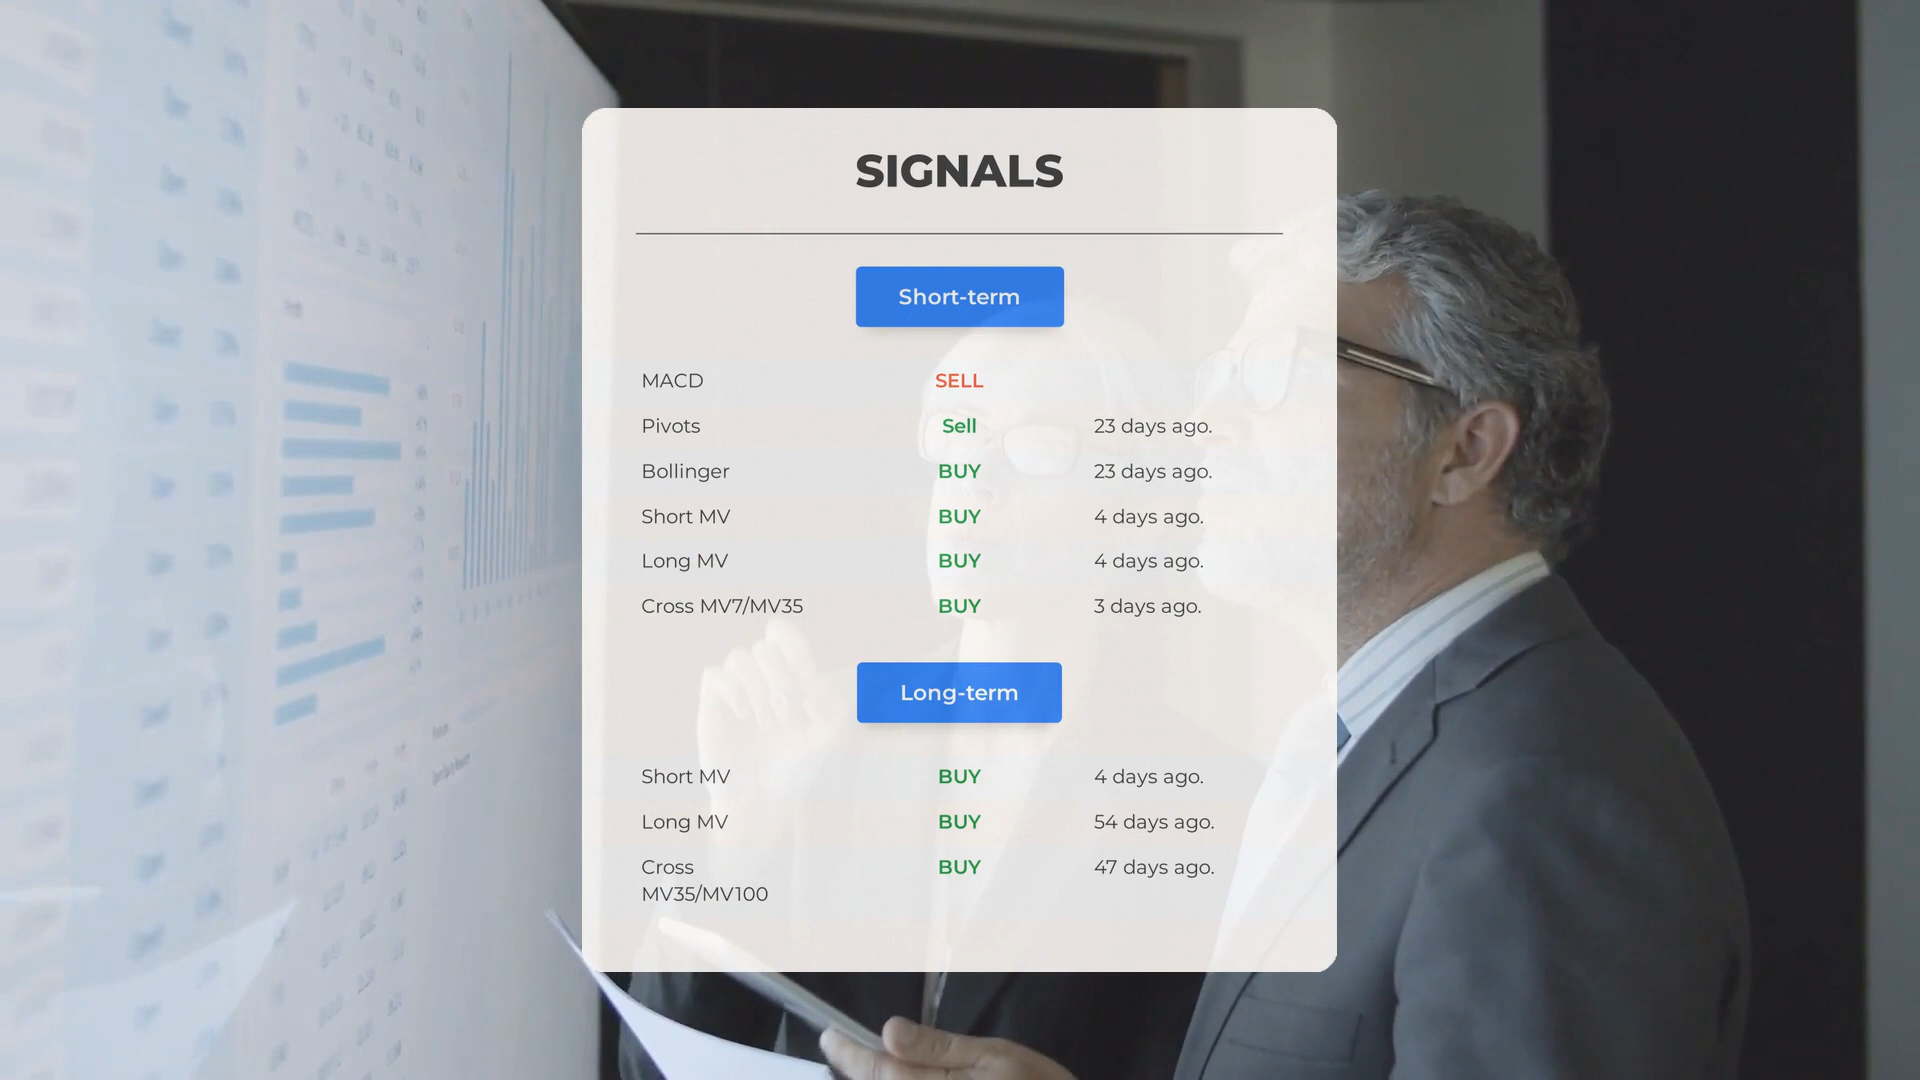 SIGNALS
Short-term
MACD SELL
Pivots Sell 23 days ago.
Bollinger BUY 23 days ago.
Short MV BUY 4 days ago.
Long MV BUY 4 days ago.
Cross MV7/MV35 BUY 3 days ago.
Long-term
Short MV BUY 4 days ago.
Long MV BUY 54 days ago.
Cross BUY 47 days ago.
MV35/MV100